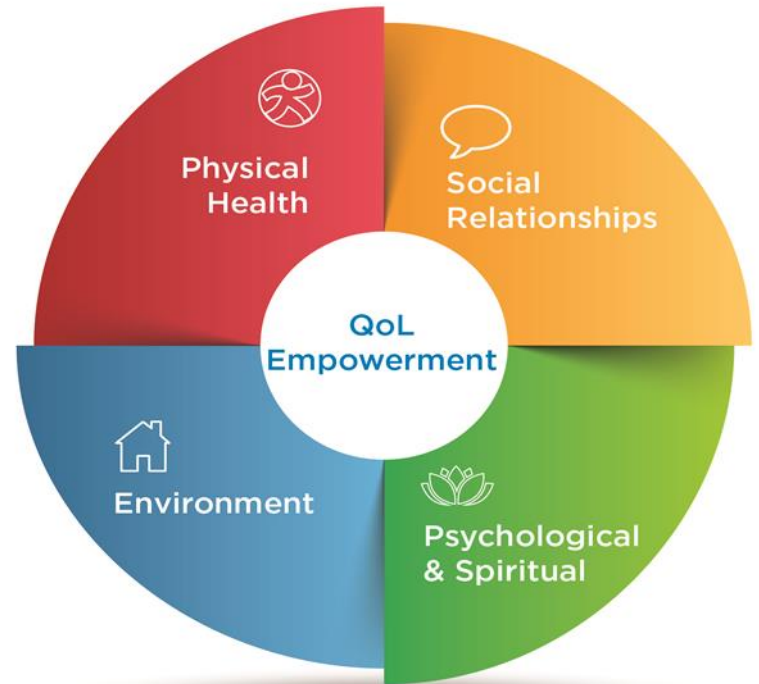 Physical
Health
Social
Relationships
QoL
Empowerment
Environment
Psychological
& Spiritual